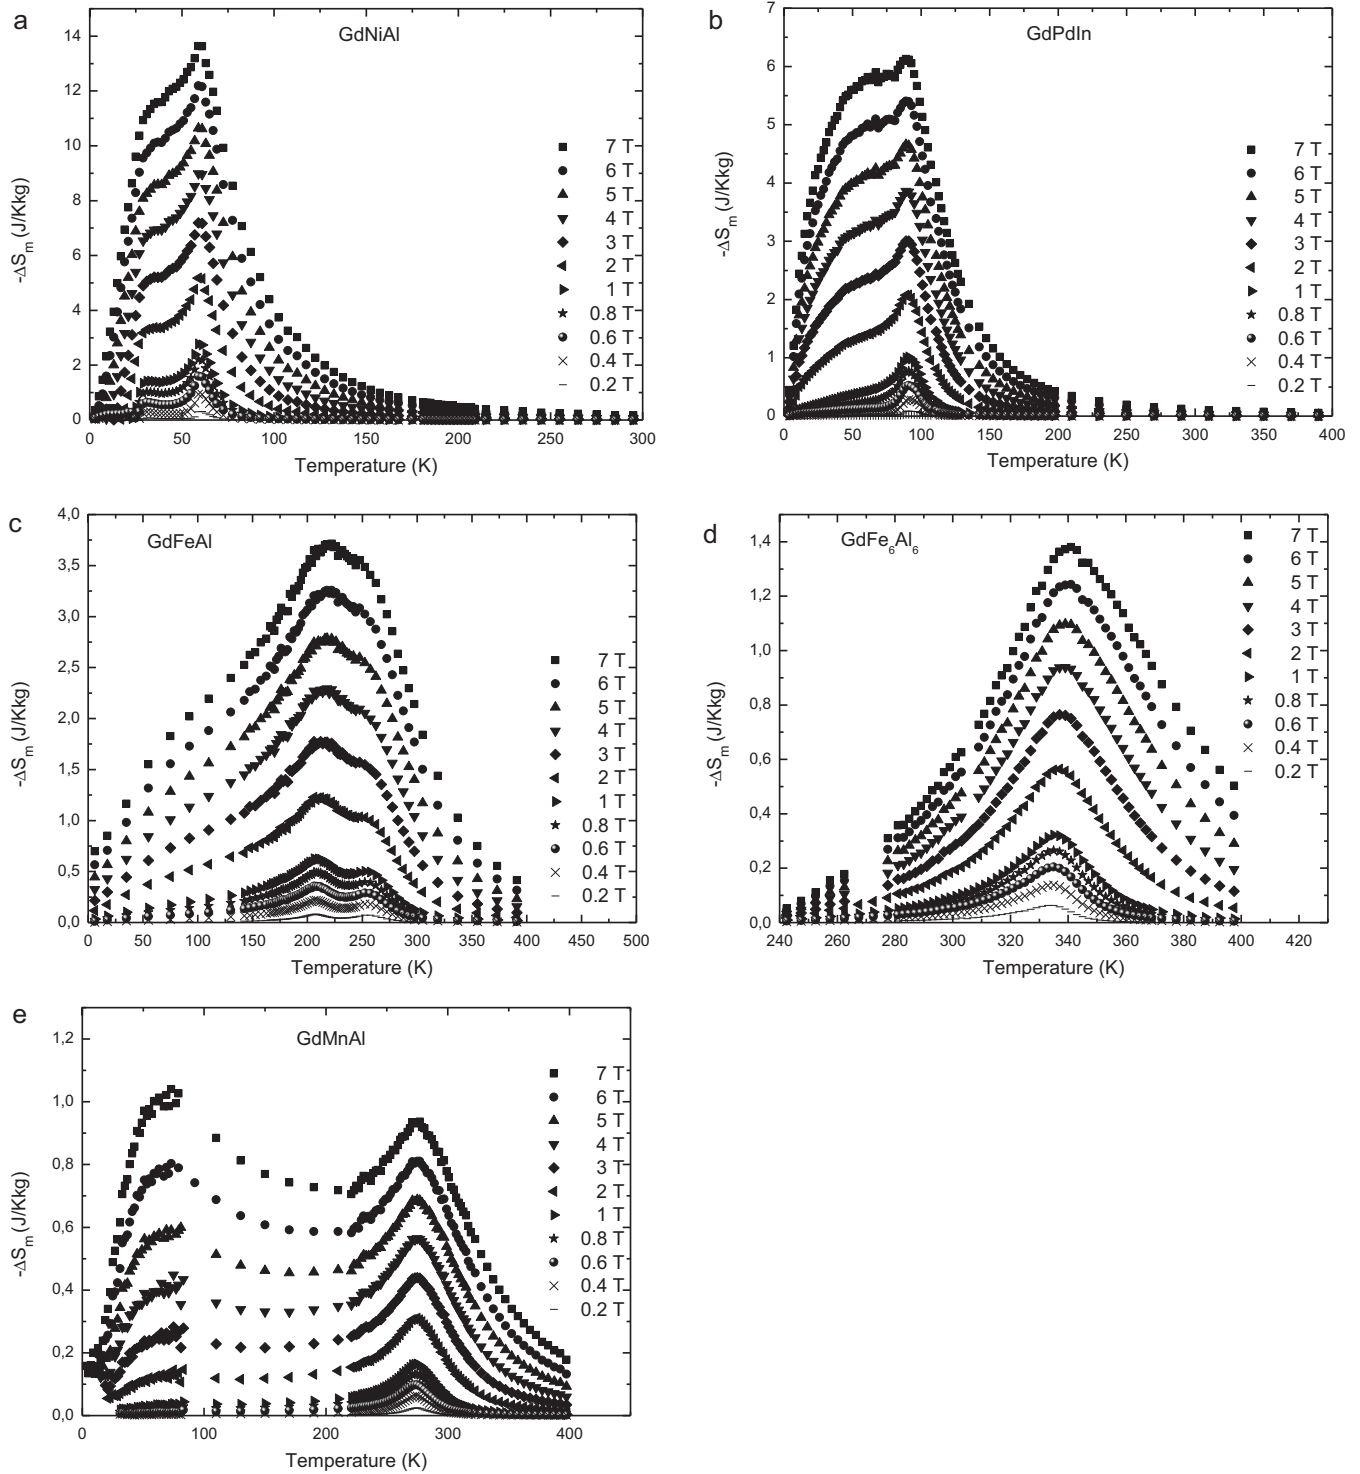 a
GdNiAl
14
12
10
8
6
4
2
0
-ΔSm (J/Kkg)
7 T
6 T
5 T
4 T
3 T
2 T
1 T
0.8 T
0.6 T
0.4 T
0.2 T
0 50 100 150 200 250 300
Temperature (K)
b
GdPdIn
7
6
5
4
3
2
1
0
-ΔSm (J/Kkg)
7 T
6 T
5 T
4 T
3 T
2 T
1 T
0.8 T
0.6 T
0.4 T
0.2 T
0 50 100 150 200 250 300 350 400
Temperature (K)
c
GdFeAl
4,0
3,5
3,0
2,5
2,0
1,5
1,0
0,5
0,0
-ΔSm (J/Kkg)
7 T
6 T
5 T
4 T
3 T
2 T
1 T
0.8 T
0.6 T
0.4 T
0.2 T
0 50 100 150 200 250 300 350 400 450 500
Temperature (K)
d
GdFe6Al6
1,4
1,2
1,0
0,8
0,6
0,4
0,2
0,0
-ΔSm (J/Kkg)
7 T
6 T
5 T
4 T
3 T
2 T
1 T
0.8 T
0.6 T
0.4 T
0.2 T
240 260 280 300 320 340 360 380 400 420
Temperature (K)
e
GdMnAl
1,2
1,0
0,8
0,6
0,4
0,2
0,0
-ΔSm (J/Kkg)
7 T
6 T
5 T
4 T
3 T
2 T
1 T
0.8 T
0.6 T
0.4 T
0.2 T
0 100 200 300 400
Temperature (K)